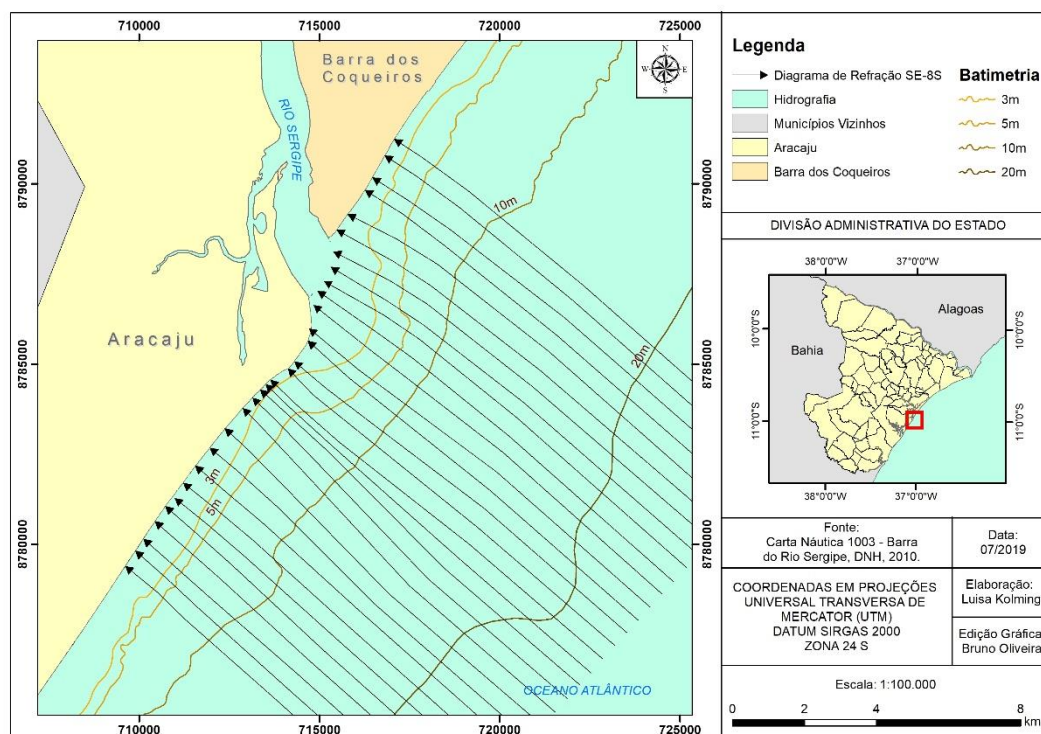 710000
715000
720000
725000
Barra dos
Coqueiros
N
W
E
S
RIO SERGIPE
8790000
8790000
10m
Aracaju
8785000
8785000
20m
3m
5m
8780000
8780000
OCEANO ATLÂNTICO
710000
715000
720000
725000
Legenda
Diagrama de Refração SE-8S
Hidrografia
Municípios Vizinhos
Aracaju
Barra dos Coqueiros
Batimetria
3m
5m
10m
20m
DIVISÃO ADMINISTRATIVA DO ESTADO
38°0'0"W
37°0'0"W
Alagoas
10°0'0"S
10°0'0"S
Bahia
11°0'0"S
11°0'0"S
38°0'0"W
37°0'0"W
Fonte:
Carta Náutica 1003 - Barra
do Rio Sergipe, DNH, 2010.
Data:
07/2019
COORDENADAS EM PROJEÇÕES
UNIVERSAL TRANSVERSA DE
MERCATOR (UTM)
DATUM SIRGAS 2000
ZONA 24 S
Elaboração:
Luisa Kolming
Edição Gráfica:
Bruno Oliveira
Escala: 1:100.000
0 2 4 6 8
km